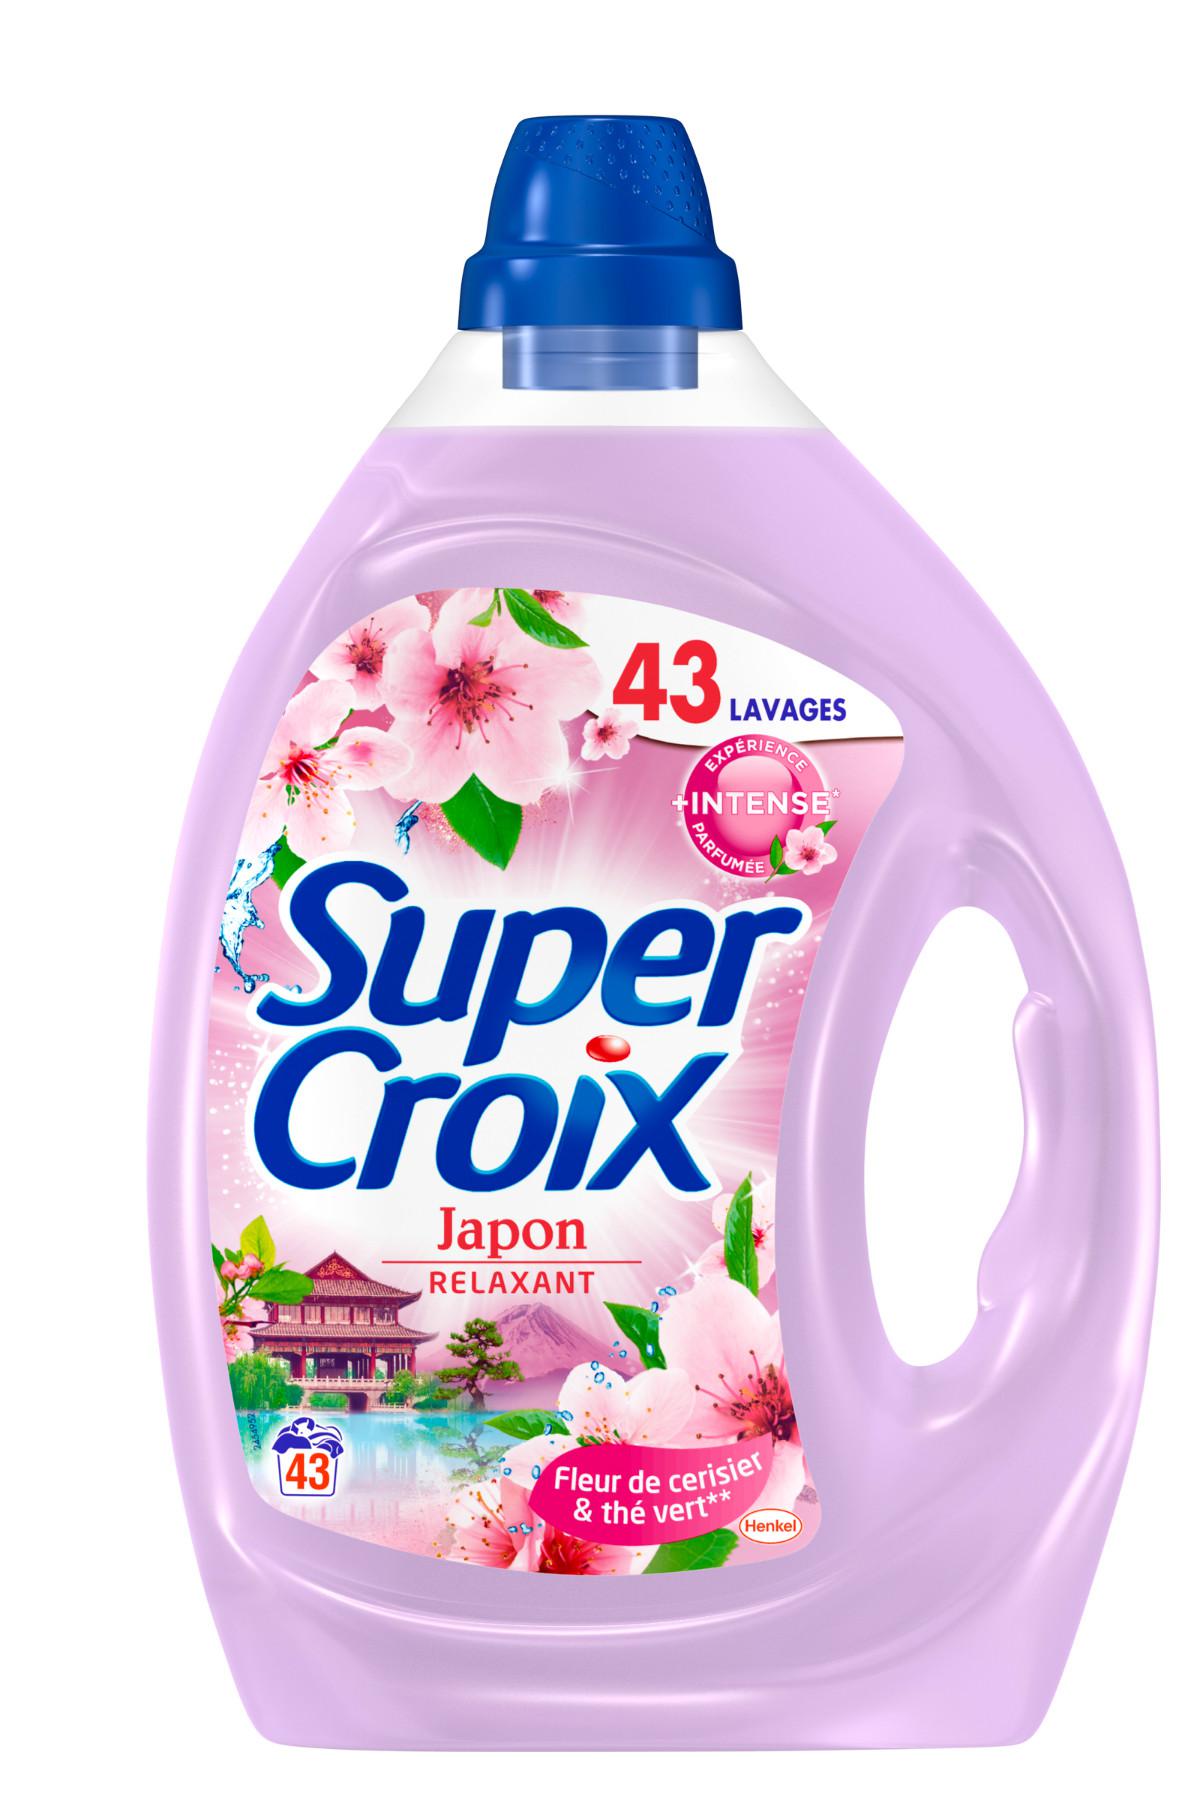 43 LAVAGES
EXPÉRIENCE
+INTENSE*
PARFUMÉE
Super
Croix
Japon
RELAXANT
43
Fleur de cerisier
& thé vert**
Henkel